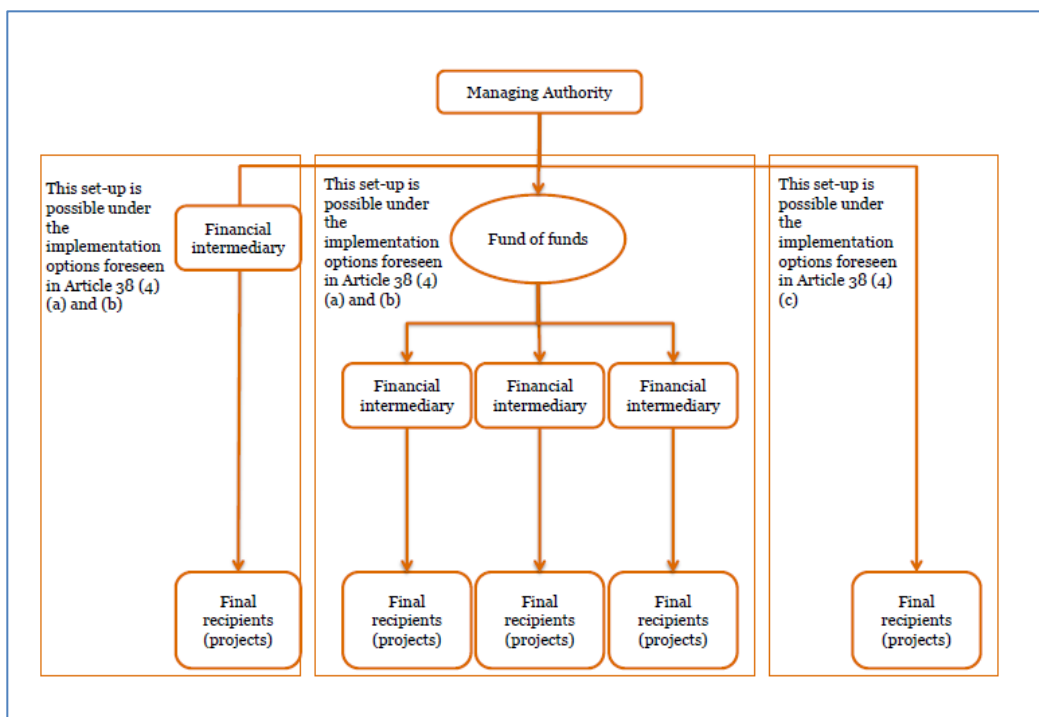 Managing Authority
This set-up is
possible under
the
implementation
options foreseen
in Article 38 (4)
(a) and (b)
Financial
intermediary
Final
recipients
(projects)
This set-up is
possible under
the
implementation
options foreseen
in Article 38 (4)
(a) and (b)
Fund of funds
Financial
intermediary
Financial
intermediary
Financial
intermediary
Final
recipients
(projects)
Final
recipients
(projects)
Final
recipients
(projects)
This set-up is
possible under
the
implementation
options foreseen
in Article 38 (4)
(c)
Final
recipients
(projects)